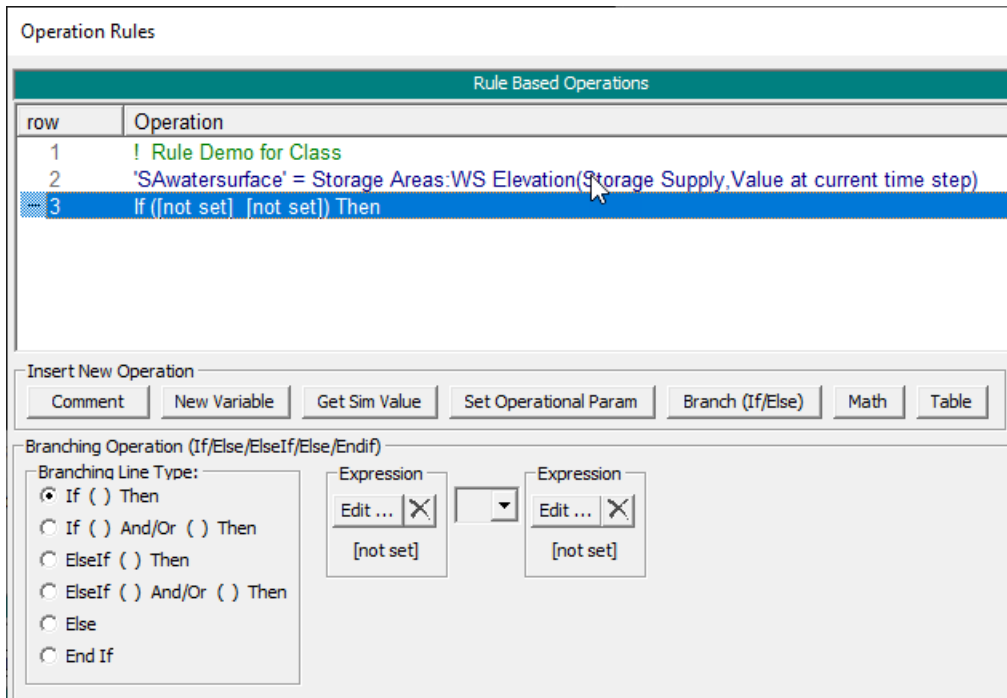 Operation Rules
Rule Based Operations
row Operation
1 ! Rule Demo for Class
2 'SAwatersurface' = Storage Areas:WS Elevation(Storage Supply,Value at current time step)
3 If ([not set] [not set]) Then
Insert New Operation
Comment New Variable Get Sim Value Set Operational Param Branch (If/Else) Math Table
Branching Operation (If/Else/ElseIf/Else/Endif)
Branching Line Type:
If ( ) Then
If ( ) And/Or ( ) Then
ElseIf ( ) Then
ElseIf ( ) And/Or ( ) Then
Else
End If
Expression Expression
Edit ... Edit ...
[not set] [not set]